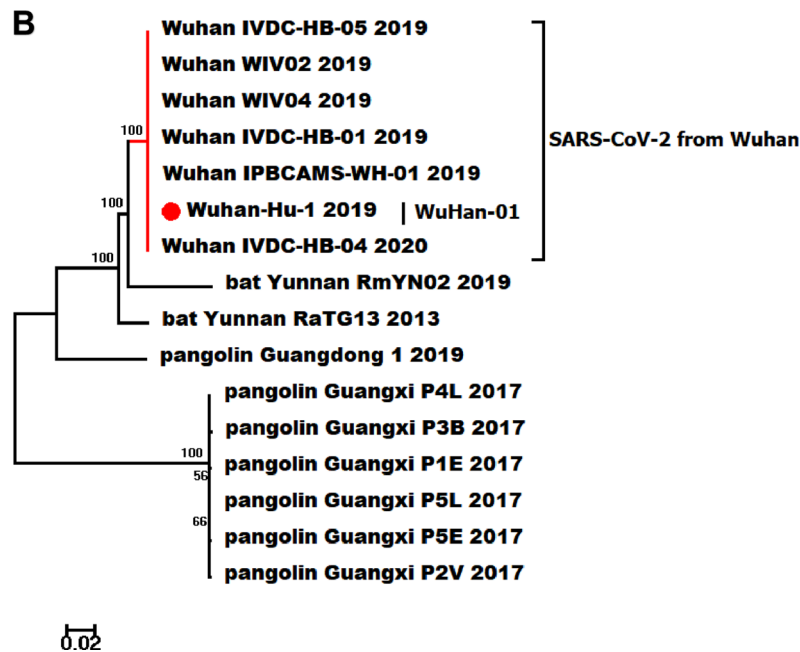 B
Wuhan IVDC-HB-05 2019
Wuhan WIV02 2019
Wuhan WIV04 2019
100
Wuhan IVDC-HB-01 2019
SARS-CoV-2 from Wuhan
Wuhan IPBCAMS-WH-01 2019
100
Wuhan-Hu-1 2019 | WuHan-01
Wuhan IVDC-HB-04 2020
100
bat Yunnan RmYN02 2019
bat Yunnan RaTG13 2013
pangolin Guangdong 1 2019
pangolin Guangxi P4L 2017
pangolin Guangxi P3B 2017
100
pangolin Guangxi P1E 2017
56
pangolin Guangxi P5L 2017
66
pangolin Guangxi P5E 2017
pangolin Guangxi P2V 2017
0.02